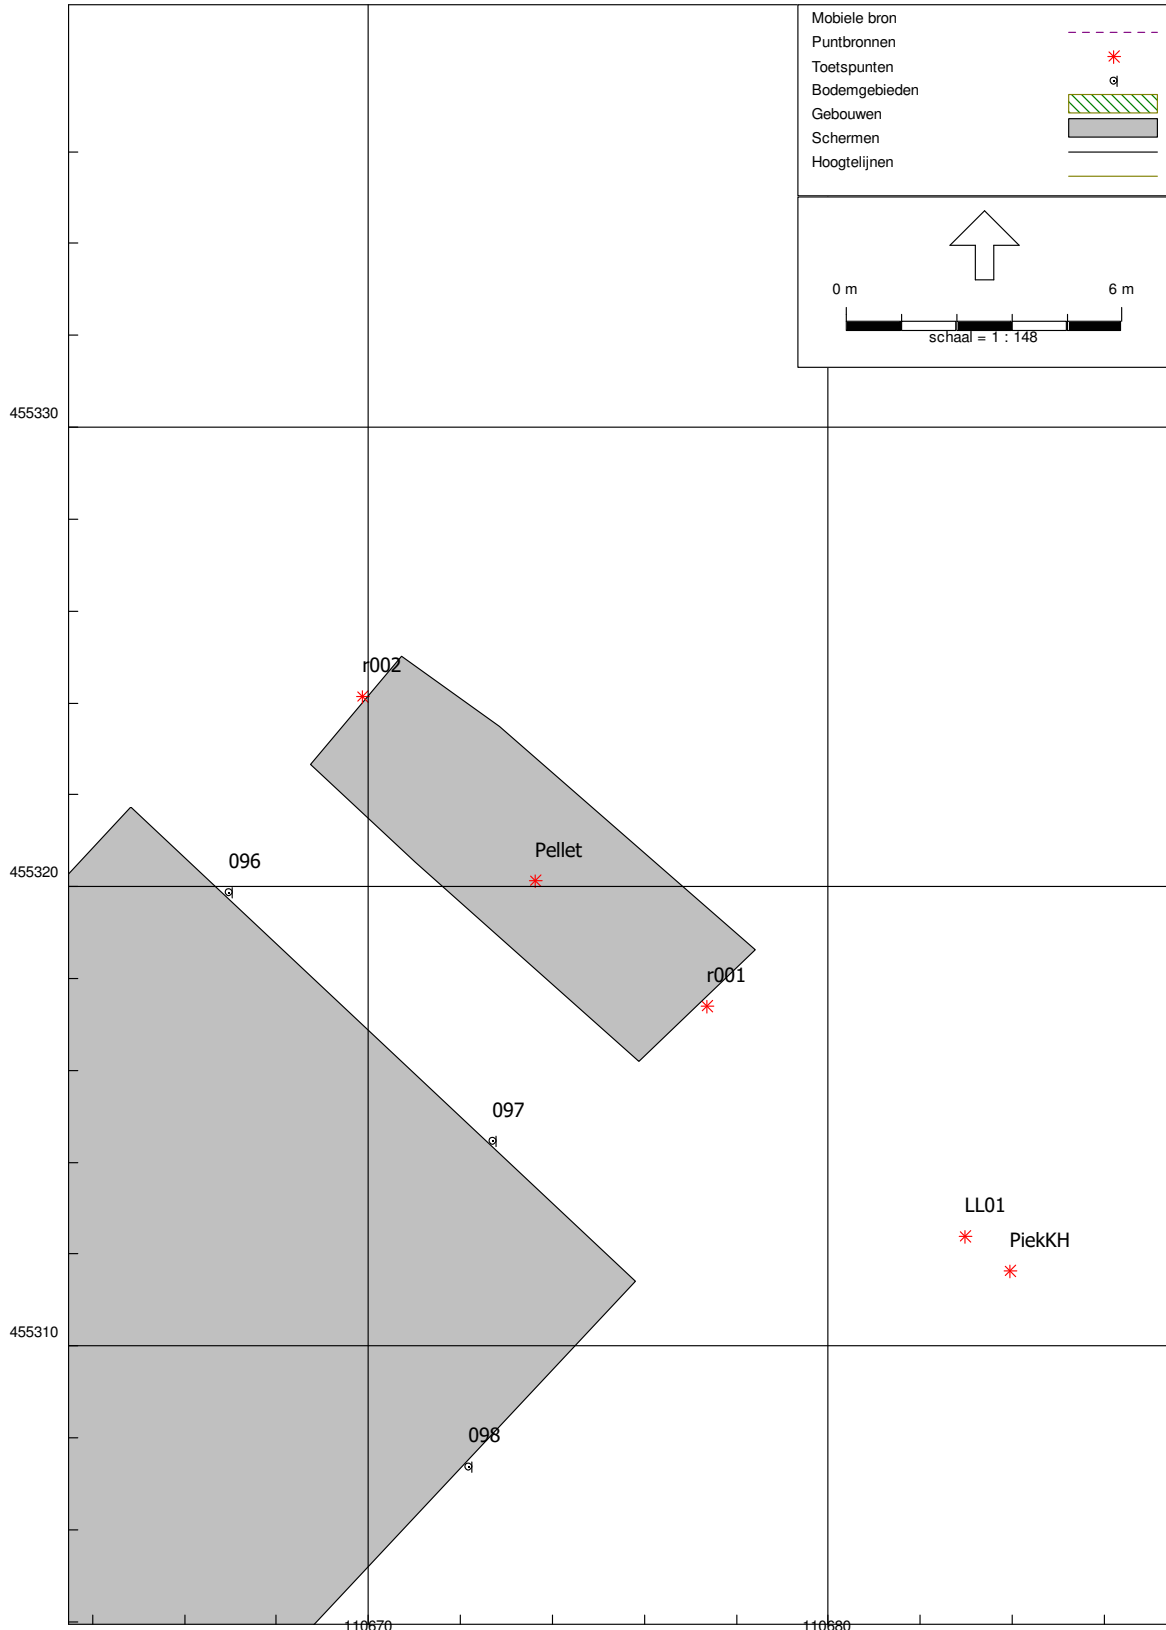 Mobiele bron
Puntbronnen
Toetspunten
Bodemgebieden
Gebouwen
Schermen
Hoogtelijnen
0 m 6 m
schaal = 1 : 148
455330
r002
Pellet
096
455320
r001
097
LL01
PiekKH
455310
098
110670 110680